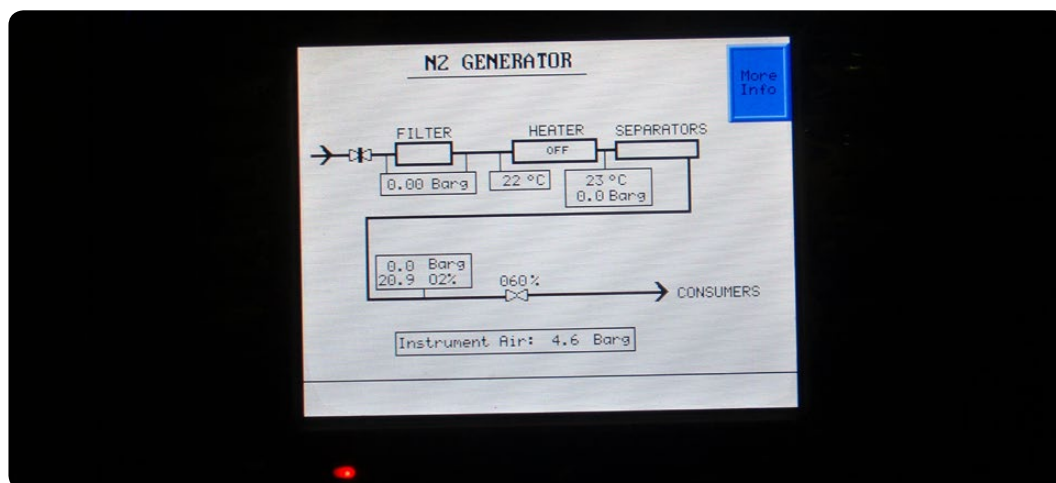 N2 GENERATOR
More
Info
FILTER
HEATER
SEPARATORS
OFF
0.00 Barg
22 °C
23 °C
0.0 Barg
0.0 Barg
20.9 O2%
060%
CONSUMERS
Instrument Air: 4.6 Barg